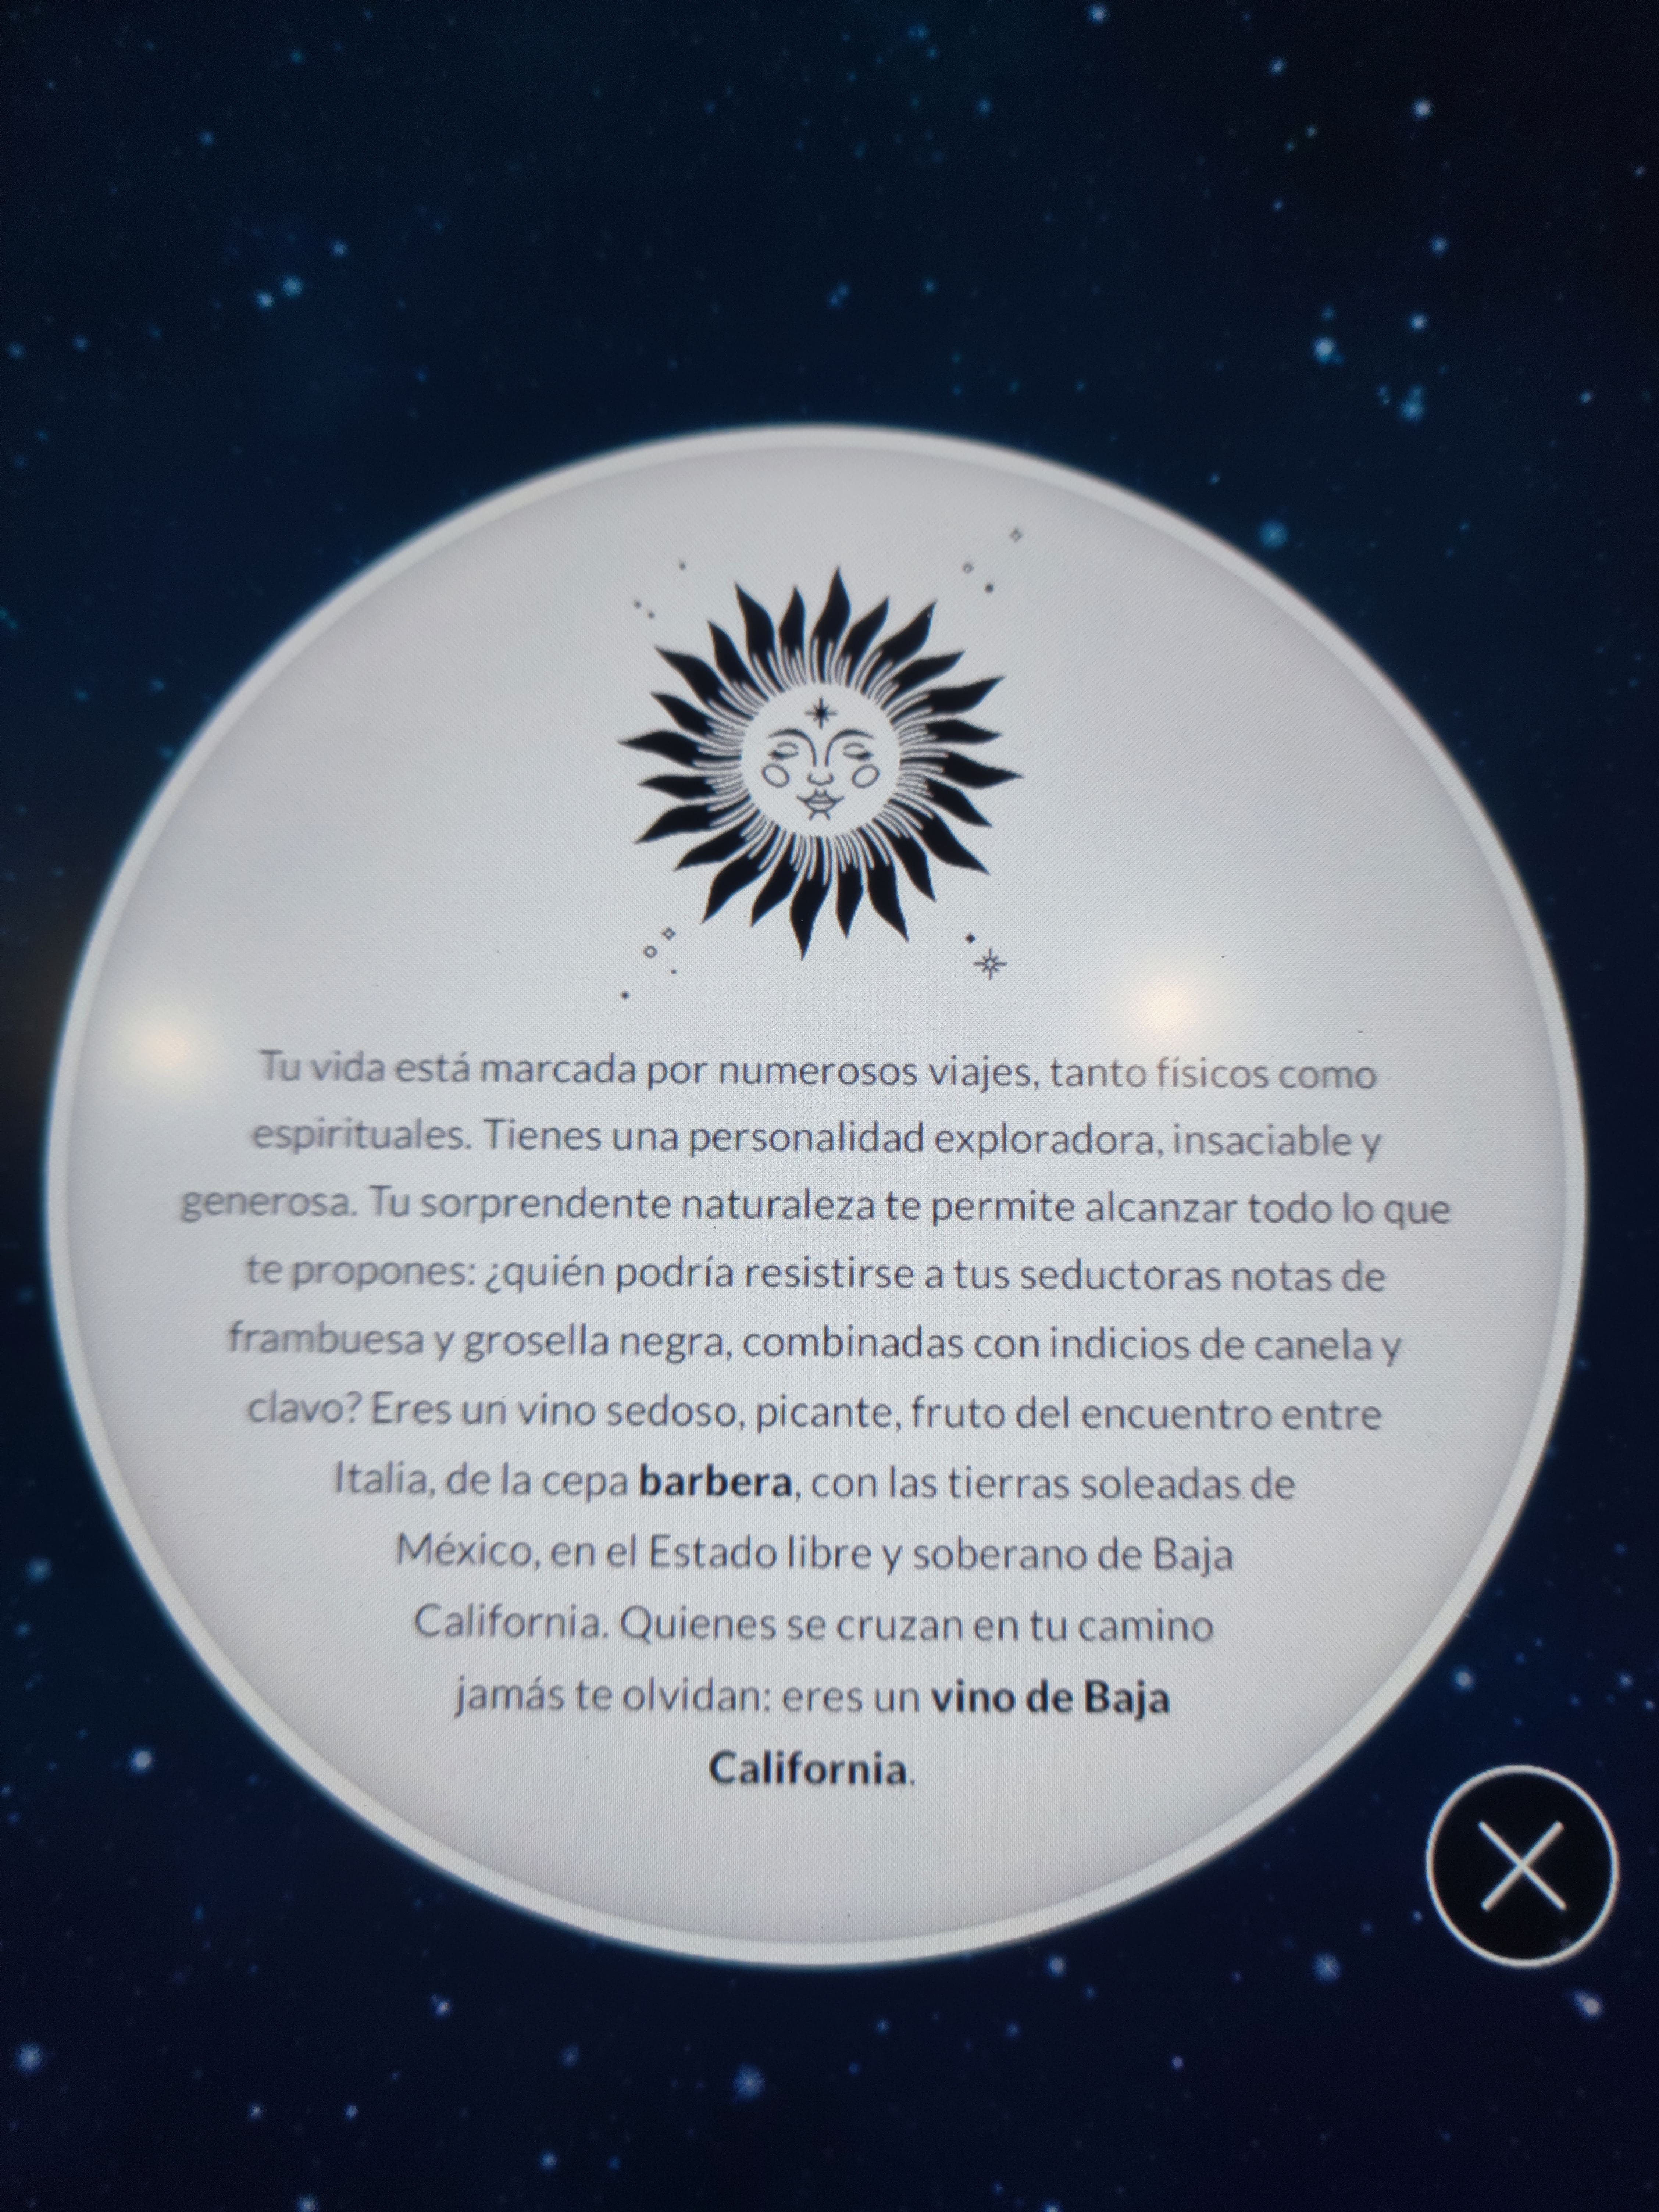 Tu vida está marcada por numerosos viajes, tanto físicos como
espirituales. Tienes una personalidad exploradora, insaciable y
generosa. Tu sorprendente naturaleza te permite alcanzar todo lo que
te propones: ¿quién podría resistirse a tus seductoras notas de
frambuesa y grosella negra, combinadas con indicios de canela y
clavo? Eres un vino sedoso, picante, fruto del encuentro entre
Italia, de la cepa barbera, con las tierras soleadas de
México, en el Estado libre y soberano de Baja
California. Quienes se cruzan en tu camino
jamás te olvidan: eres un vino de Baja
California.